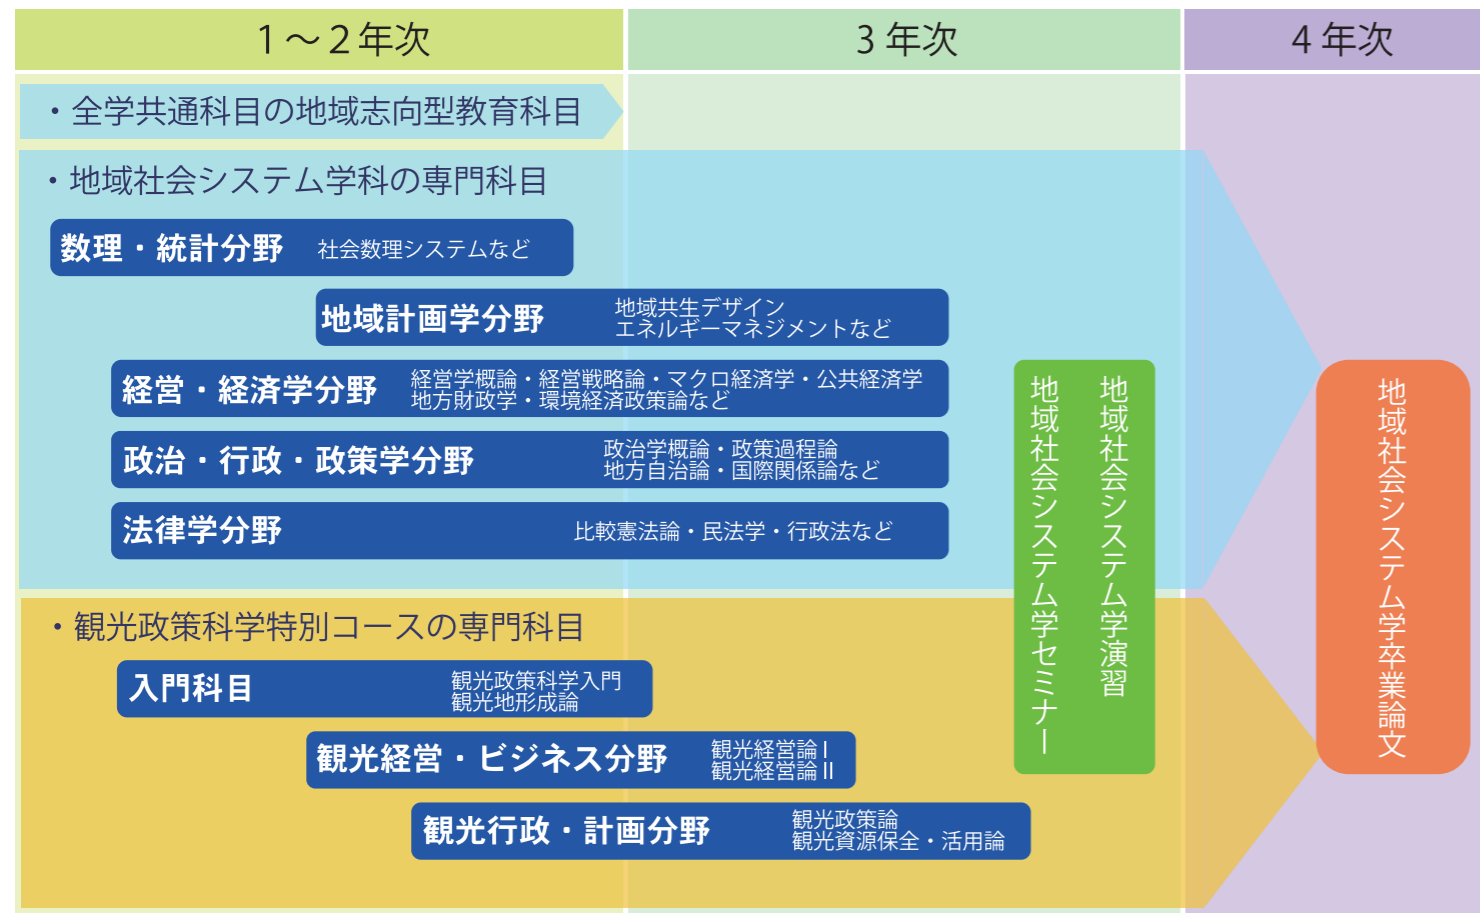 1～2年次
3年次
4年次
・全学共通科目の地域志向型教育科目
・地域社会システム学科の専門科目
数理・統計分野
社会数理システムなど
地域計画学分野
地域共生デザイン
エネルギーマネジメントなど
経営・経済学分野
経営学概論・経営戦略論・マクロ経済学・公共経済学
地方財政学・環境経済政策論など
政治・行政・政策学分野
政治学概論・政策過程論
地方自治論・国際関係論など
法律学分野
比較憲法論・民法学・行政法など
・観光政策科学特別コースの専門科目
入門科目
観光政策科学入門
観光地形成論
観光経営・ビジネス分野
観光経営論Ⅰ
観光経営論Ⅱ
観光行政・計画分野
観光政策論
観光資源保全・活用論
地域社会システム学演習
地域社会システム学セミナー
地域社会システム学卒業論文